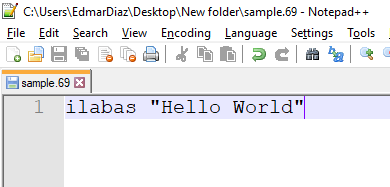 C:\Users\EdmarDiaz\Desktop\New folder\sample.69 - Notepad++
File Edit Search View Encoding Language Settings Tools
sample.69
1 ilabas "Hello World"